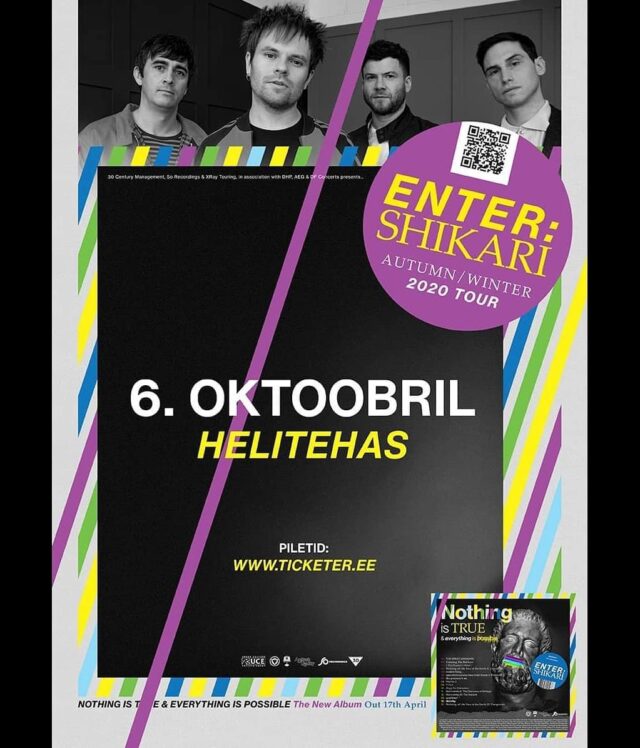 30 Century Management, So Recordings & XRay Touring, in association with DHP, AEG & DF Concerts presents...
ENTER:
SHIKARI
AUTUMN / WINTER
2020 TOUR
6. OKTOOBRIL
HELITEHAS
PILETID:
WWW.TICKETER.EE
Nothing
is TRUE
& everything is possible
ENTER:
SHIKARI
NOTHING IS TRUE & EVERYTHING IS POSSIBLE The New Album Out 17th April